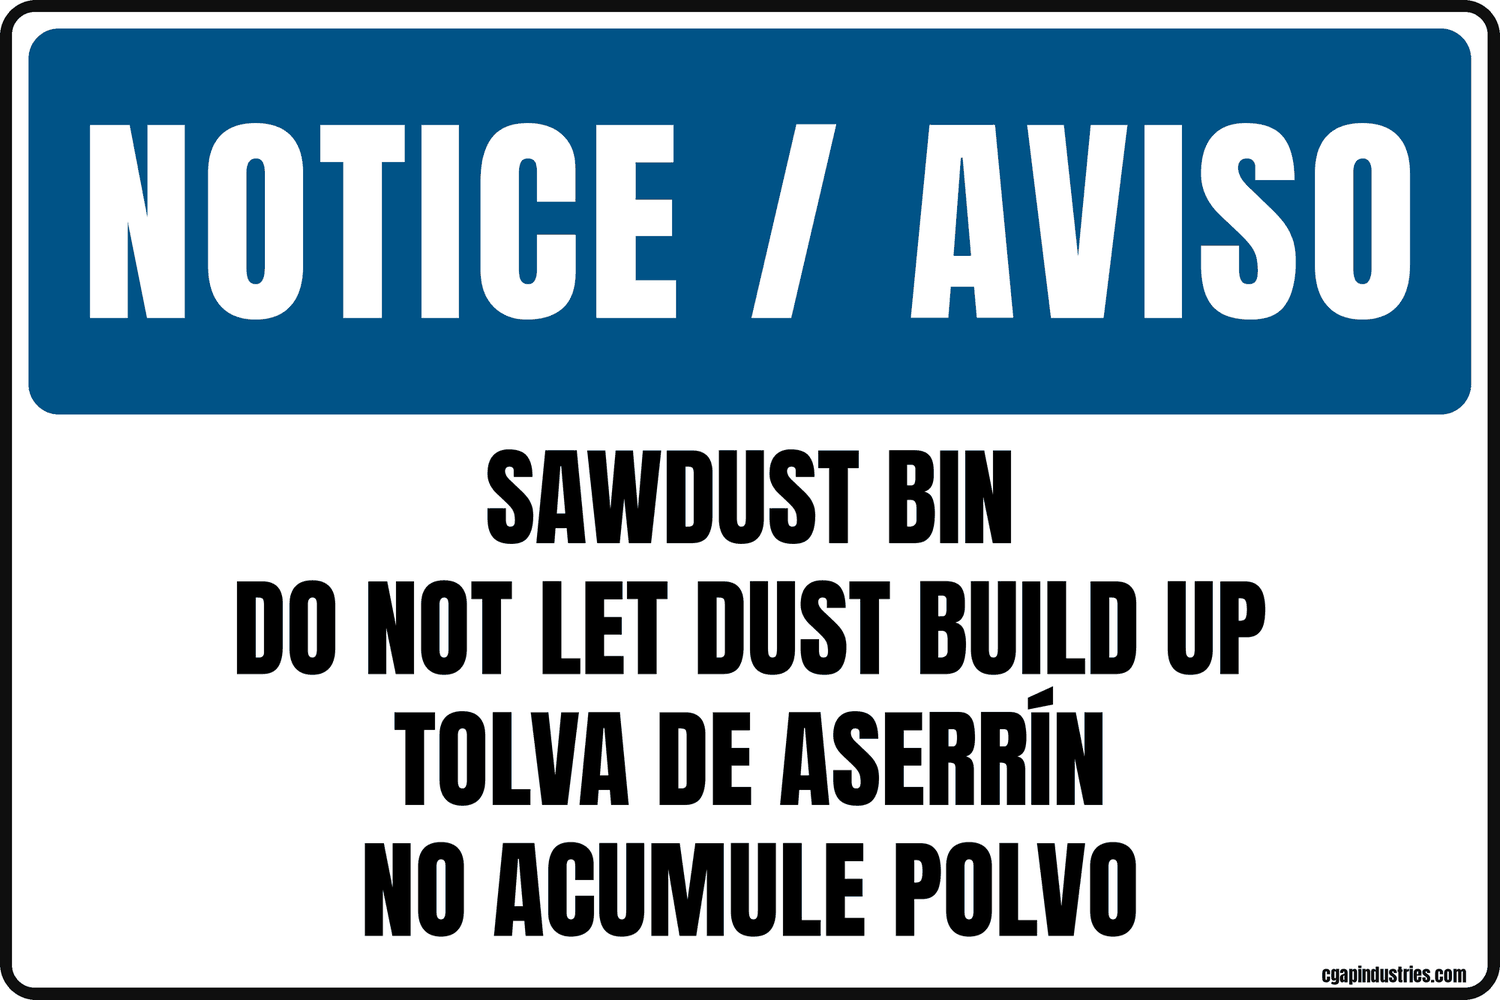 NOTICE / AVISO
SAWDUST BIN
DO NOT LET DUST BUILD UP
TOLVA DE ASERRÍN
NO ACUMULE POLVO
cgapindustries.com